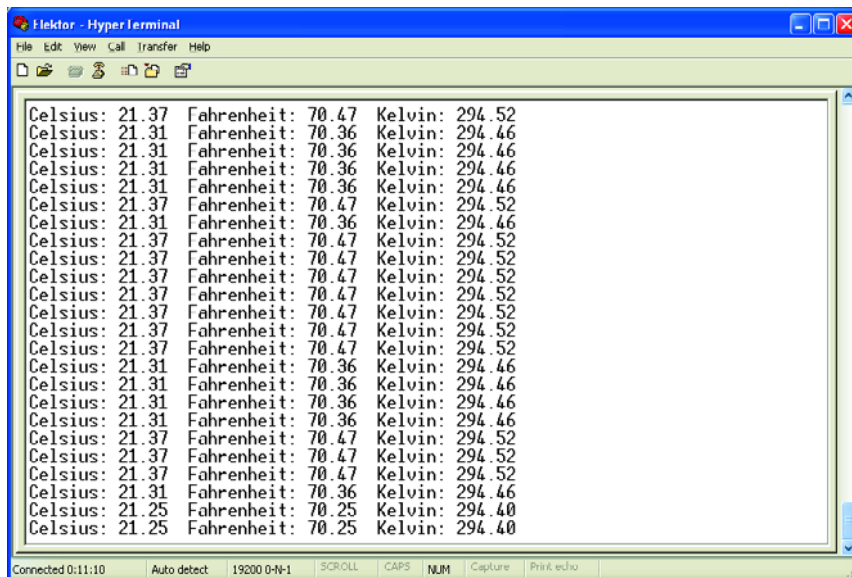 Elektor - HyperTerminal
File Edit View Call Transfer Help
Celsius: 21.37 Fahrenheit: 70.47 Kelvin: 294.52
Celsius: 21.31 Fahrenheit: 70.36 Kelvin: 294.46
Celsius: 21.31 Fahrenheit: 70.36 Kelvin: 294.46
Celsius: 21.31 Fahrenheit: 70.36 Kelvin: 294.46
Celsius: 21.31 Fahrenheit: 70.36 Kelvin: 294.46
Celsius: 21.37 Fahrenheit: 70.47 Kelvin: 294.52
Celsius: 21.31 Fahrenheit: 70.36 Kelvin: 294.46
Celsius: 21.37 Fahrenheit: 70.47 Kelvin: 294.52
Celsius: 21.37 Fahrenheit: 70.47 Kelvin: 294.52
Celsius: 21.37 Fahrenheit: 70.47 Kelvin: 294.52
Celsius: 21.37 Fahrenheit: 70.47 Kelvin: 294.52
Celsius: 21.37 Fahrenheit: 70.47 Kelvin: 294.52
Celsius: 21.37 Fahrenheit: 70.47 Kelvin: 294.52
Celsius: 21.37 Fahrenheit: 70.47 Kelvin: 294.52
Celsius: 21.31 Fahrenheit: 70.36 Kelvin: 294.46
Celsius: 21.31 Fahrenheit: 70.36 Kelvin: 294.46
Celsius: 21.31 Fahrenheit: 70.36 Kelvin: 294.46
Celsius: 21.31 Fahrenheit: 70.36 Kelvin: 294.46
Celsius: 21.37 Fahrenheit: 70.47 Kelvin: 294.52
Celsius: 21.37 Fahrenheit: 70.47 Kelvin: 294.52
Celsius: 21.37 Fahrenheit: 70.47 Kelvin: 294.52
Celsius: 21.31 Fahrenheit: 70.36 Kelvin: 294.46
Celsius: 21.25 Fahrenheit: 70.25 Kelvin: 294.40
Celsius: 21.25 Fahrenheit: 70.25 Kelvin: 294.40
Connected 0:11:10 Auto detect 19200 0-N-1 SCROLL CAPS NUM Capture Print echo